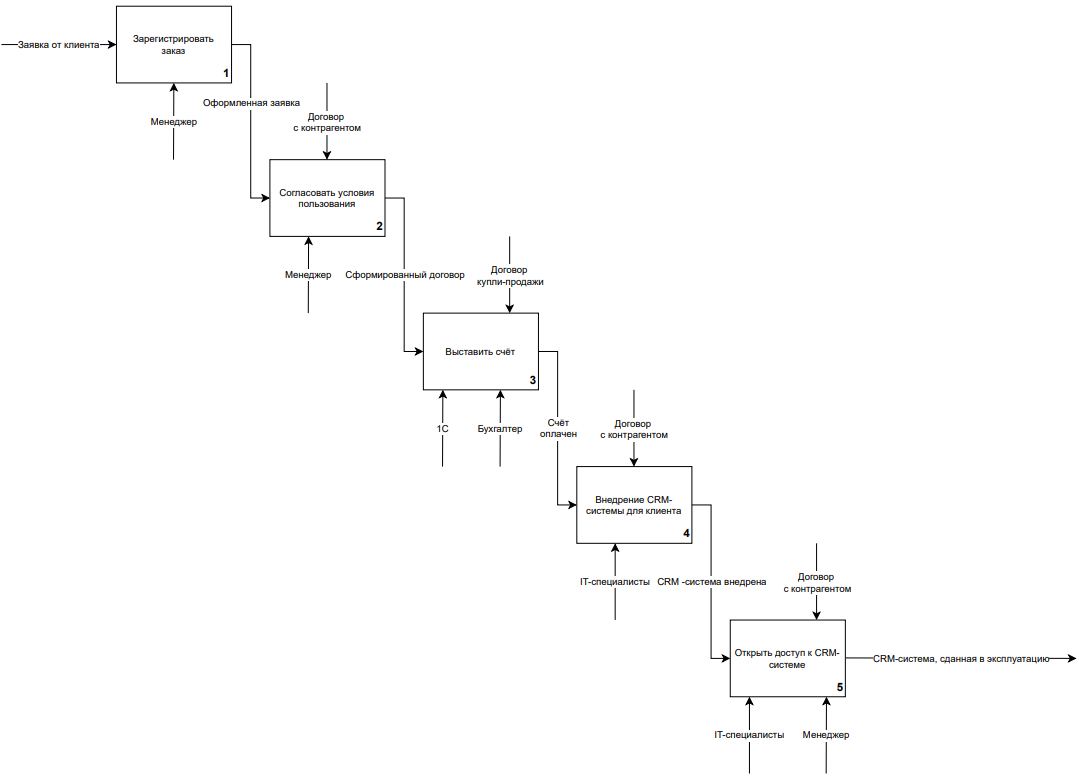 Заявка от клиента
Зарегистрировать
заказ
1
Оформленная заявка
Менеджер
Договор
с контрагентом
Согласовать условия
пользования
2
Менеджер
Сформированный договор
Договор
купли-продажи
Выставить счёт
3
1С
Бухгалтер
Счёт
оплачен
Договор
с контрагентом
Внедрение CRM-
системы для клиента
4
IT-специалисты
CRM -система внедрена
Договор
с контрагентом
Открыть доступ к CRM-
системе
5
CRM-система, сданная в эксплуатацию
IT-специалисты
Менеджер